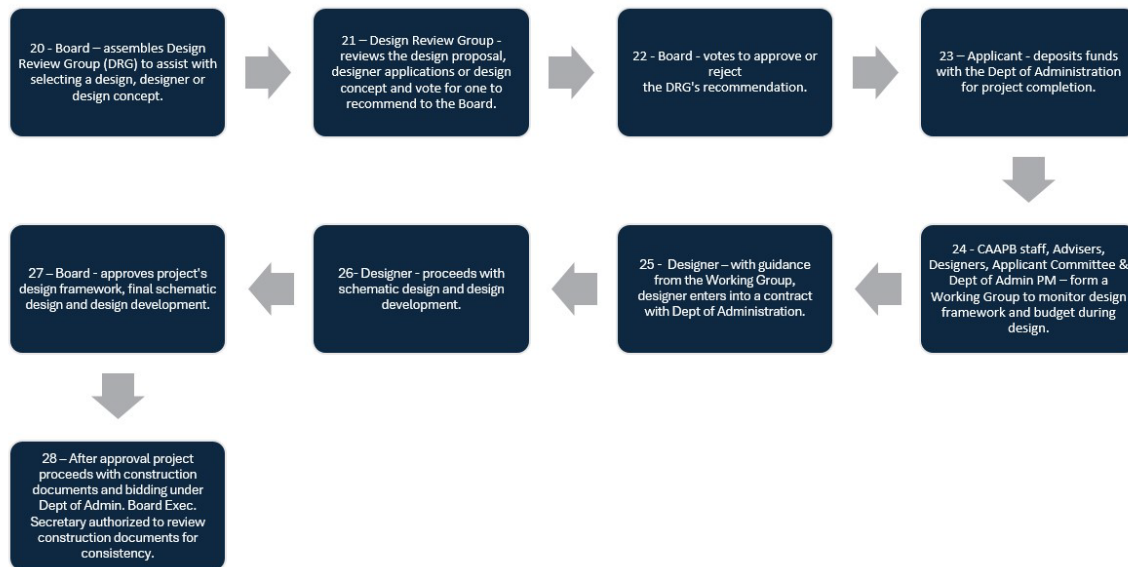 20 - Board – assembles Design
Review Group (DRG) to assist with
selecting a design, designer or
design concept.
21 – Design Review Group -
reviews the design proposal,
designer applications or design
concept and vote for one to
recommend to the Board.
22 - Board - votes to approve or
reject
the DRG's recommendation.
23 – Applicant - deposits funds
with the Dept of Administration
for project completion.
24 - CAAPB staff, Advisers,
Designers, Applicant Committee &
Dept of Admin PM – form a
Working Group to monitor design
framework and budget during
design.
25 - Designer – with guidance
from the Working Group,
designer enters into a contract
with Dept of Administration.
26- Designer - proceeds with
schematic design and design
development.
27 – Board - approves project's
design framework, final schematic
design and design development.
28 – After approval project
proceeds with construction
documents and bidding under
Dept of Admin. Board Exec.
Secretary authorized to review
construction documents for
consistency.